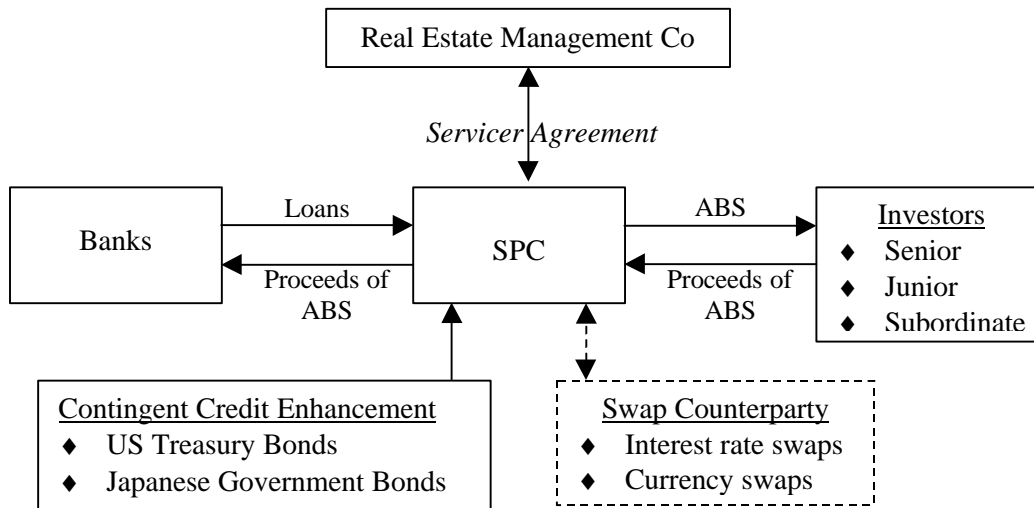 Real Estate Management Co
Servicer Agreement
Banks
Loans
Proceeds of
ABS
SPC
ABS
Proceeds of
ABS
Investors
♦ Senior
♦ Junior
♦ Subordinate
Contingent Credit Enhancement
♦ US Treasury Bonds
♦ Japanese Government Bonds
Swap Counterparty
♦ Interest rate swaps
♦ Currency swaps